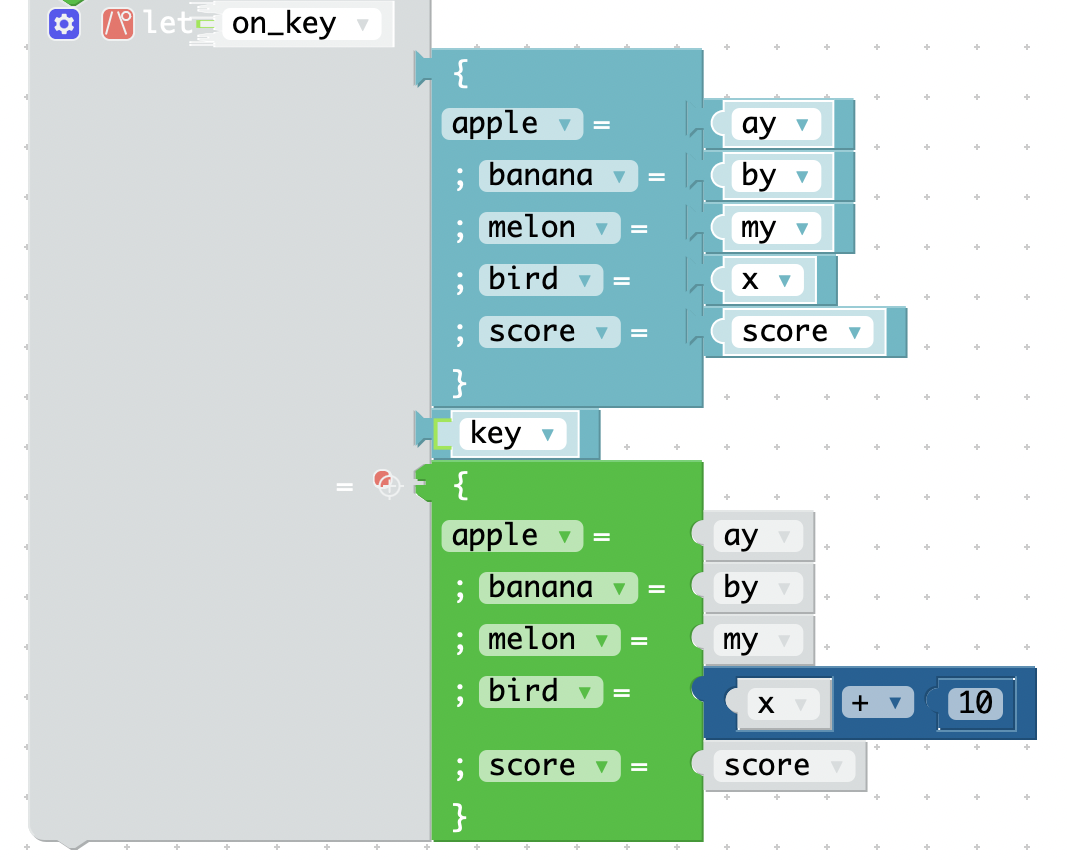 let on_key
{
apple = ay
; banana = by
; melon = my
; bird = x
; score = score
}
key
= {
apple = ay
; banana = by
; melon = my
; bird = x + 10
; score = score
}